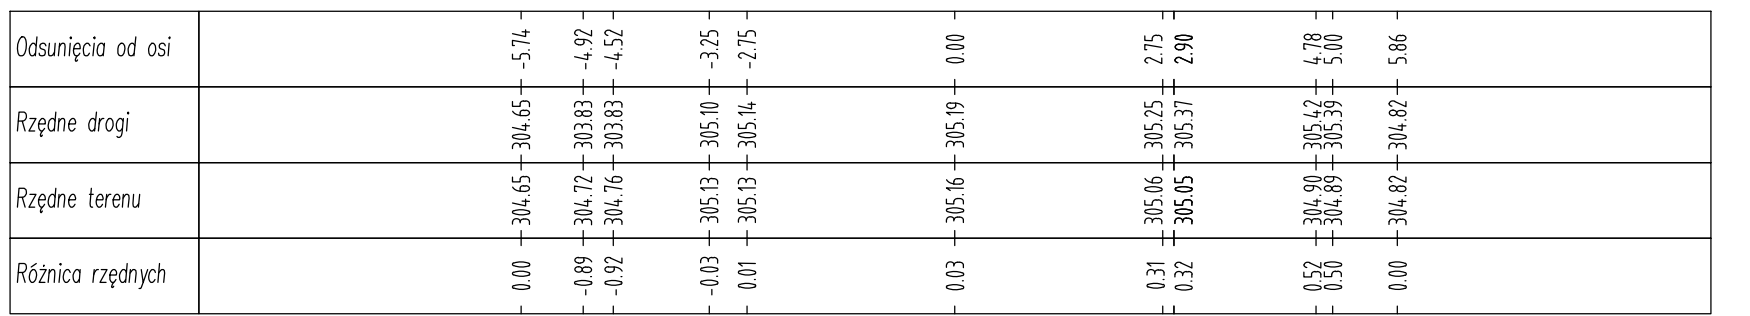 Odsunięcia od osi -5.74 -4.92 -4.52 -3.25 -2.75 0.00 2.75 2.90 4.78 5.00 5.86
Rzędne drogi 304.65 303.83 303.83 305.10 305.14 305.19 305.25 305.37 305.42 305.39 304.82
Rzędne terenu 304.65 304.72 304.76 305.13 305.13 305.16 305.06 305.05 304.90 304.89 304.82
Różnica rzędnych 0.00 -0.89 -0.92 -0.03 0.01 0.03 0.31 0.32 0.52 0.50 0.00